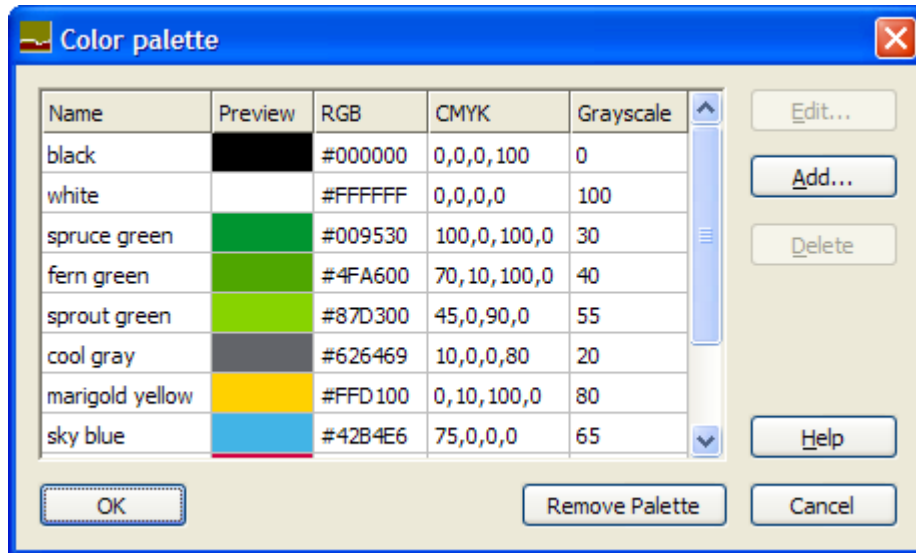 Color palette
Name Preview RGB CMYK Grayscale
black #000000 0,0,0,100 0
white #FFFFFF 0,0,0,0 100
spruce green #009530 100,0,100,0 30
fern green #4FA600 70,10,100,0 40
sprout green #87D300 45,0,90,0 55
cool gray #626469 10,0,0,80 20
marigold yellow #FFD100 0,10,100,0 80
sky blue #42B4E6 75,0,0,0 65
Edit...
Add...
Delete
Help
OK Remove Palette Cancel